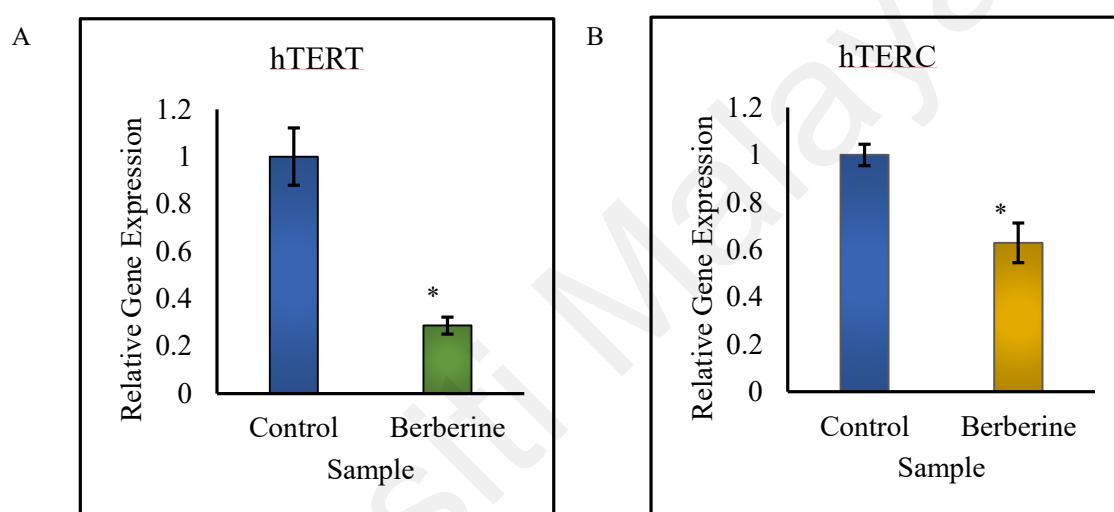 A
hTERT
Relative Gene Expression
1.2
1
0.8
0.6
0.4
0.2
0
*
Control
Berberine
Sample
B
hTERC
Relative Gene Expression
1.2
1
0.8
0.6
0.4
0.2
0
*
Control
Berberine
Sample
siti Malaya